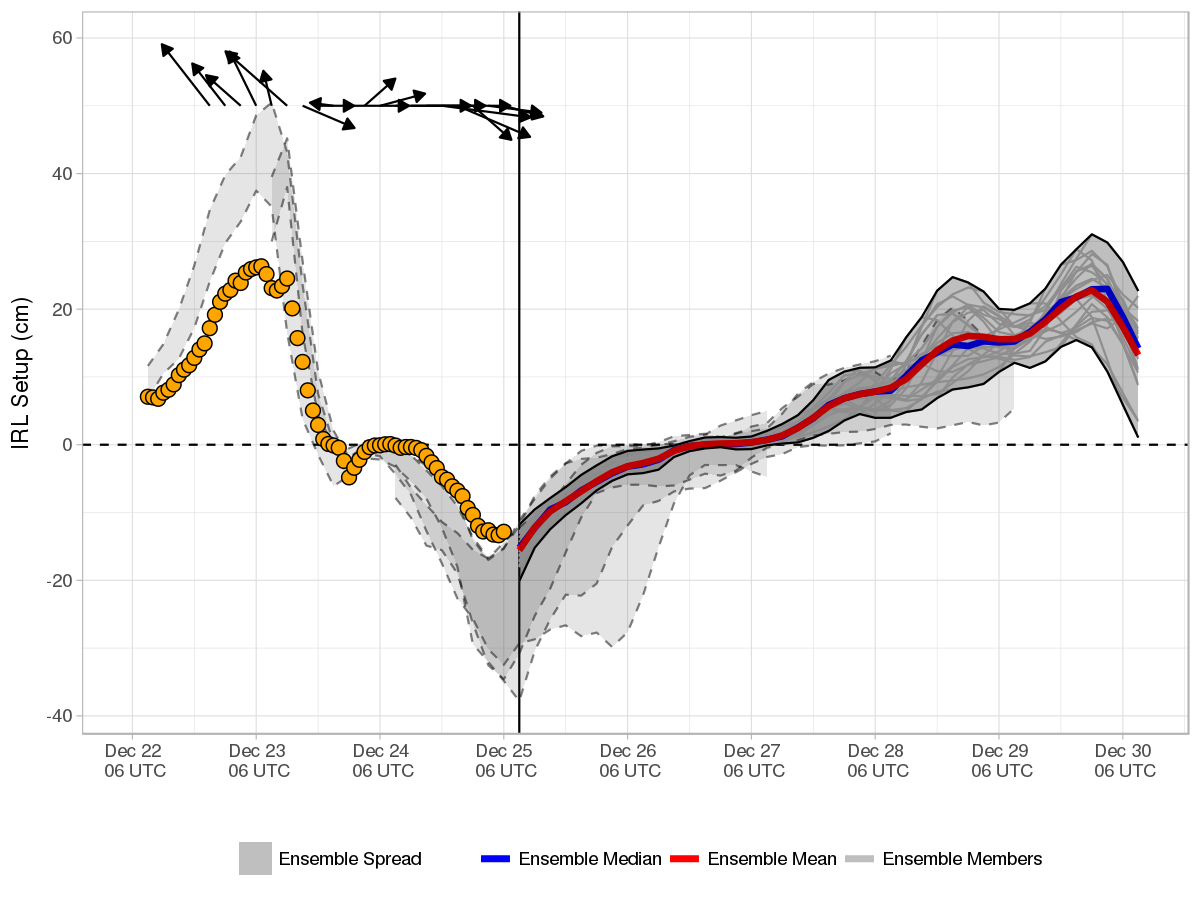 60
40
20
0
-20
-40
IRL Setup (cm)
Dec 22
06 UTC
Dec 23
06 UTC
Dec 24
06 UTC
Dec 25
06 UTC
Dec 26
06 UTC
Dec 27
06 UTC
Dec 28
06 UTC
Dec 29
06 UTC
Dec 30
06 UTC
Ensemble Spread
Ensemble Median
Ensemble Mean
Ensemble Members